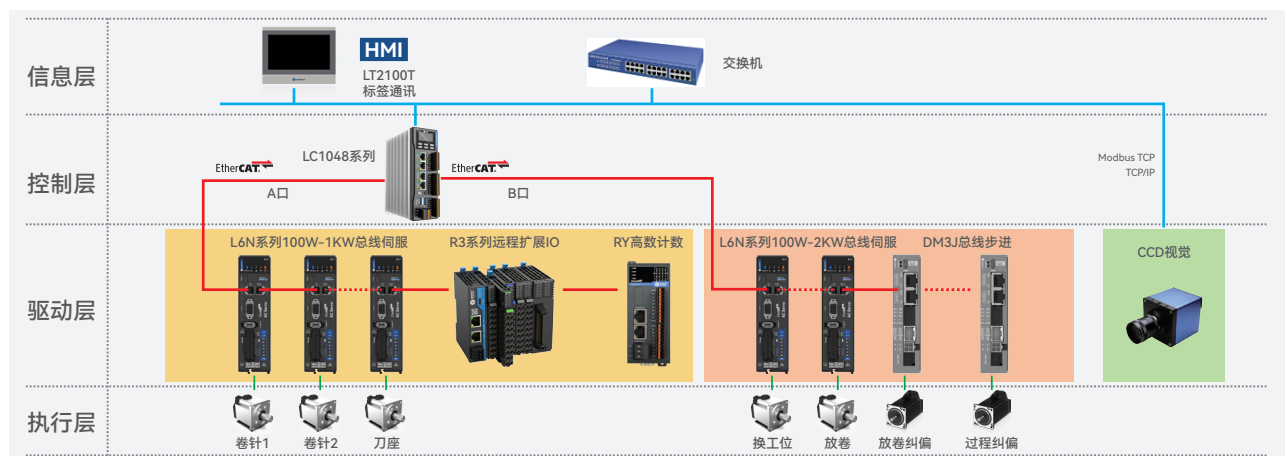 信息层
HMI
LT2100T
标签通讯
交换机
控制层
LC1048系列
EtherCAT
A口
EtherCAT
B口
Modbus TCP
TCP/IP
驱动层
L6N系列100W-1KW总线伺服
R3系列远程扩展IO
RY高数计数
L6N系列100W-2KW总线伺服
DM3J总线步进
CCD视觉
执行层
卷针1
卷针2
刀座
换工位
放卷
放卷纠偏
过程纠偏